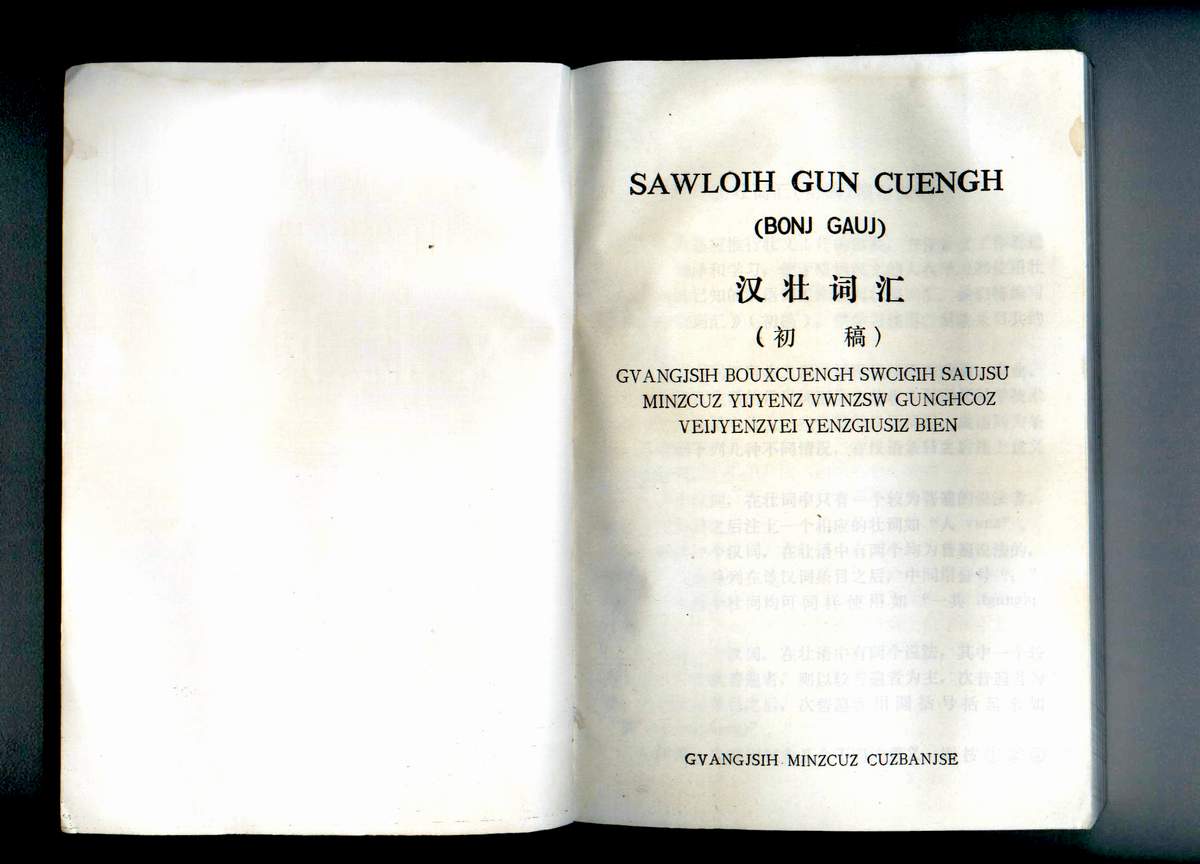 SAWLOIH GUN CUENGH
(BONJ GAUJ)
汉壮词汇
(初 稿)
GVANGJSIH BOUXCUENGH SWCIGIH SAUJSU
MINZCUZ YIJYENZ VWNZSW GUNGHCOZ
VEIJYENZVEI YENZGIUSIZ BIEN
GVANGJSIH MINZCUZ CUZBANJSE